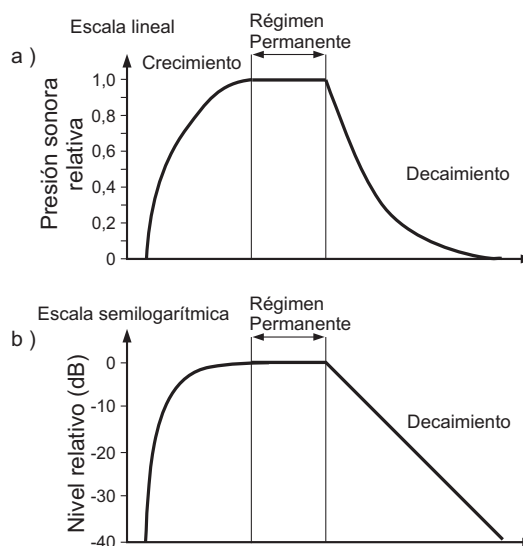 Escala lineal
Régimen
Permanente
a )
Crecimiento
1,0
0,8
0,6
0,4
0,2
0
Presión sonora
relativa
Decaimiento
Escala semilogarítmica
Régimen
Permanente
b )
0
-10
-20
-30
-40
Nivel relativo (dB)
Decaimiento